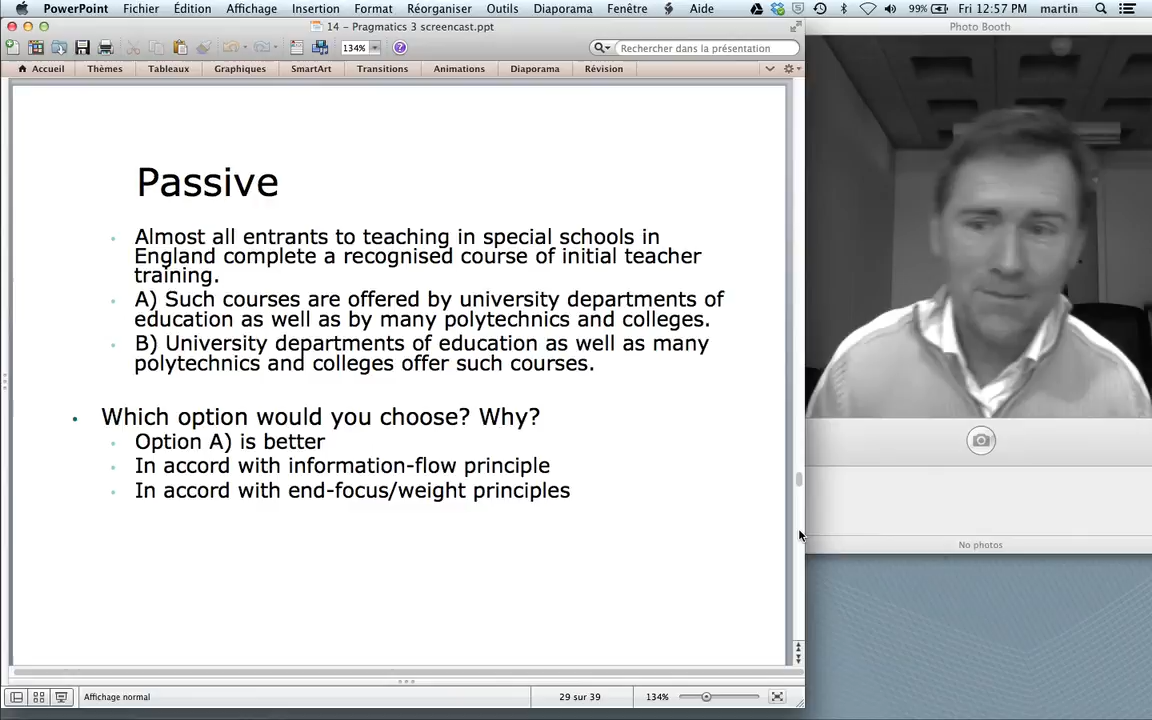 PowerPoint Fichier Édition Affichage Insertion Format Réorganiser Outils Diaporama Fenêtre Aide 99% Fri 12:57 PM martin
14 – Pragmatics 3 screencast.ppt
Photo Booth
134% Rechercher dans la présentation
Accueil Thèmes Tableaux Graphiques SmartArt Transitions Animations Diaporama Révision
Passive
Almost all entrants to teaching in special schools in
England complete a recognised course of initial teacher
training.
A) Such courses are offered by university departments of
education as well as by many polytechnics and colleges.
B) University departments of education as well as many
polytechnics and colleges offer such courses.
Which option would you choose? Why?
Option A) is better
In accord with information-flow principle
In accord with end-focus/weight principles
No photos
Affichage normal 29 sur 39 134%